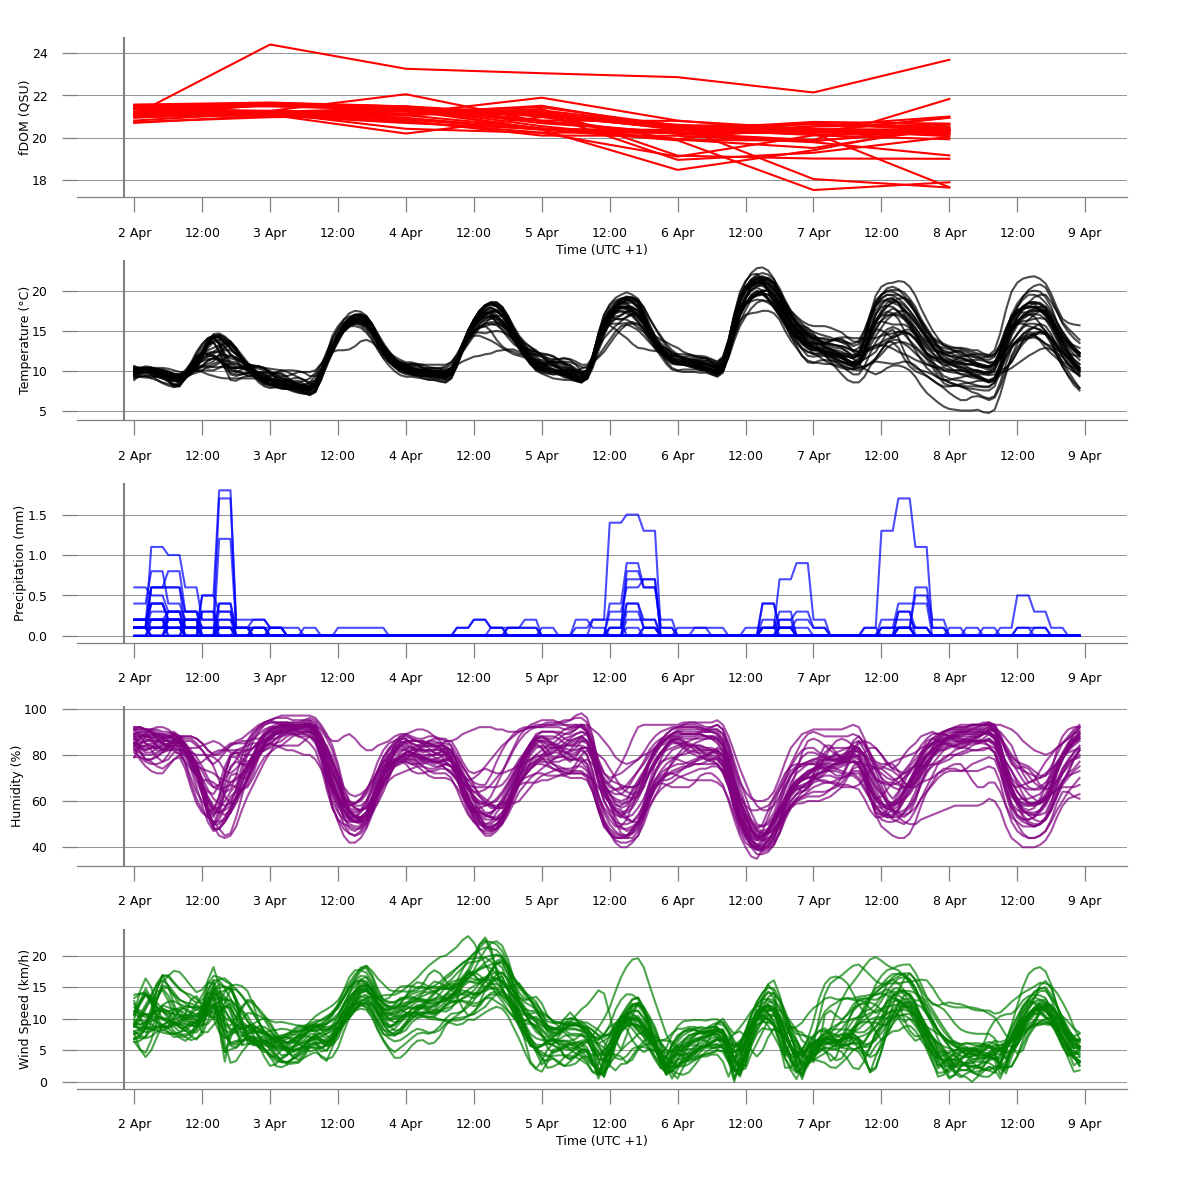 24
22
20
18
fDOM (QSU)
2 Apr 12:00 3 Apr 12:00 4 Apr 12:00 5 Apr 12:00 6 Apr 12:00 7 Apr 12:00 8 Apr 12:00 9 Apr
Time (UTC +1)
20
15
10
5
Temperature (°C)
2 Apr 12:00 3 Apr 12:00 4 Apr 12:00 5 Apr 12:00 6 Apr 12:00 7 Apr 12:00 8 Apr 12:00 9 Apr
1.5
1.0
0.5
0.0
Precipitation (mm)
2 Apr 12:00 3 Apr 12:00 4 Apr 12:00 5 Apr 12:00 6 Apr 12:00 7 Apr 12:00 8 Apr 12:00 9 Apr
100
80
60
40
Humidity (%)
2 Apr 12:00 3 Apr 12:00 4 Apr 12:00 5 Apr 12:00 6 Apr 12:00 7 Apr 12:00 8 Apr 12:00 9 Apr
20
15
10
5
0
Wind Speed (km/h)
2 Apr 12:00 3 Apr 12:00 4 Apr 12:00 5 Apr 12:00 6 Apr 12:00 7 Apr 12:00 8 Apr 12:00 9 Apr
Time (UTC +1)